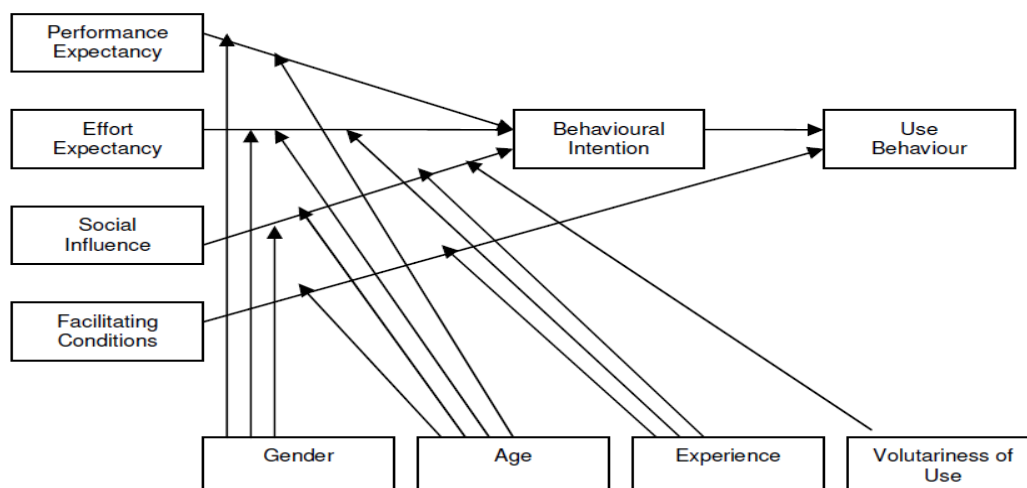 Performance
Expectancy
Effort
Expectancy
Behavioural
Intention
Use
Behaviour
Social
Influence
Facilitating
Conditions
Gender
Age
Experience
Volutariness of
Use